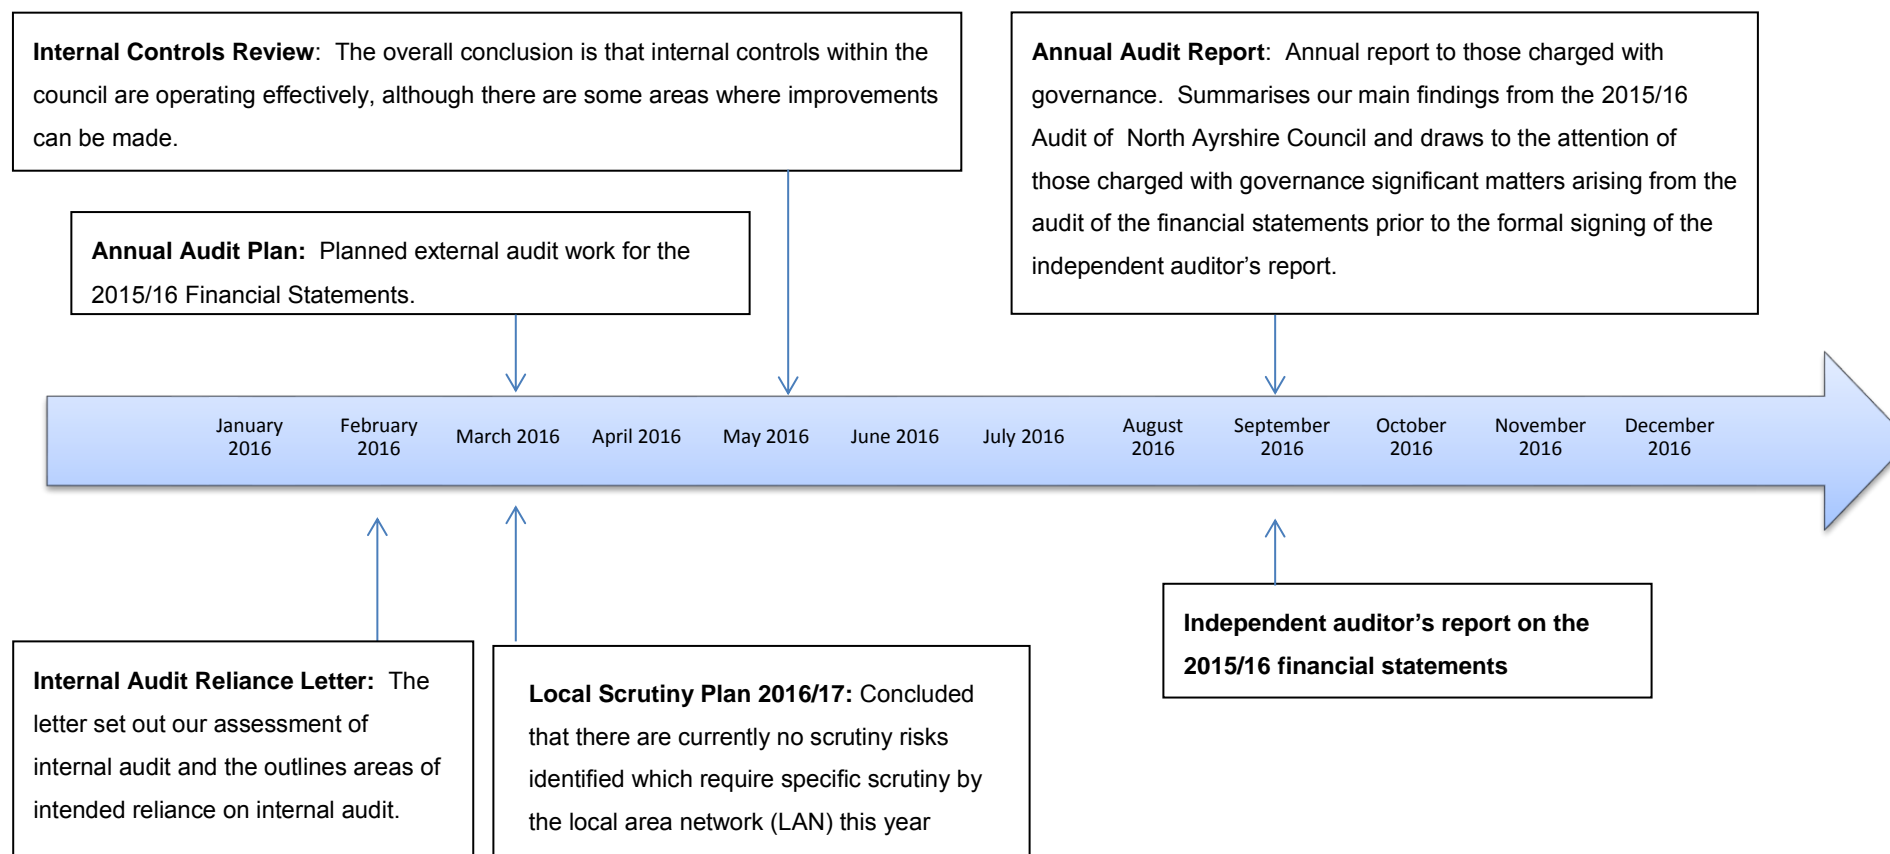 Internal Controls Review:  The overall conclusion is that internal controls within the
council are operating effectively, although there are some areas where improvements
can be made.
Annual Audit Report:  Annual report to those charged with
governance.  Summarises our main findings from the 2015/16
Audit of  North Ayrshire Council and draws to the attention of
those charged with governance significant matters arising from the
audit of the financial statements prior to the formal signing of the
independent auditor’s report.
Annual Audit Plan:  Planned external audit work for the
2015/16 Financial Statements.
January
2016
February
2016
March 2016
April 2016
May 2016
June 2016
July 2016
August
2016
September
2016
October
2016
November
2016
December
2016
Internal Audit Reliance Letter:  The
letter set out our assessment of
internal audit and the outlines areas of
intended reliance on internal audit.
Local Scrutiny Plan 2016/17: Concluded
that there are currently no scrutiny risks
identified which require specific scrutiny by
the local area network (LAN) this year
Independent auditor’s report on the
2015/16 financial statements